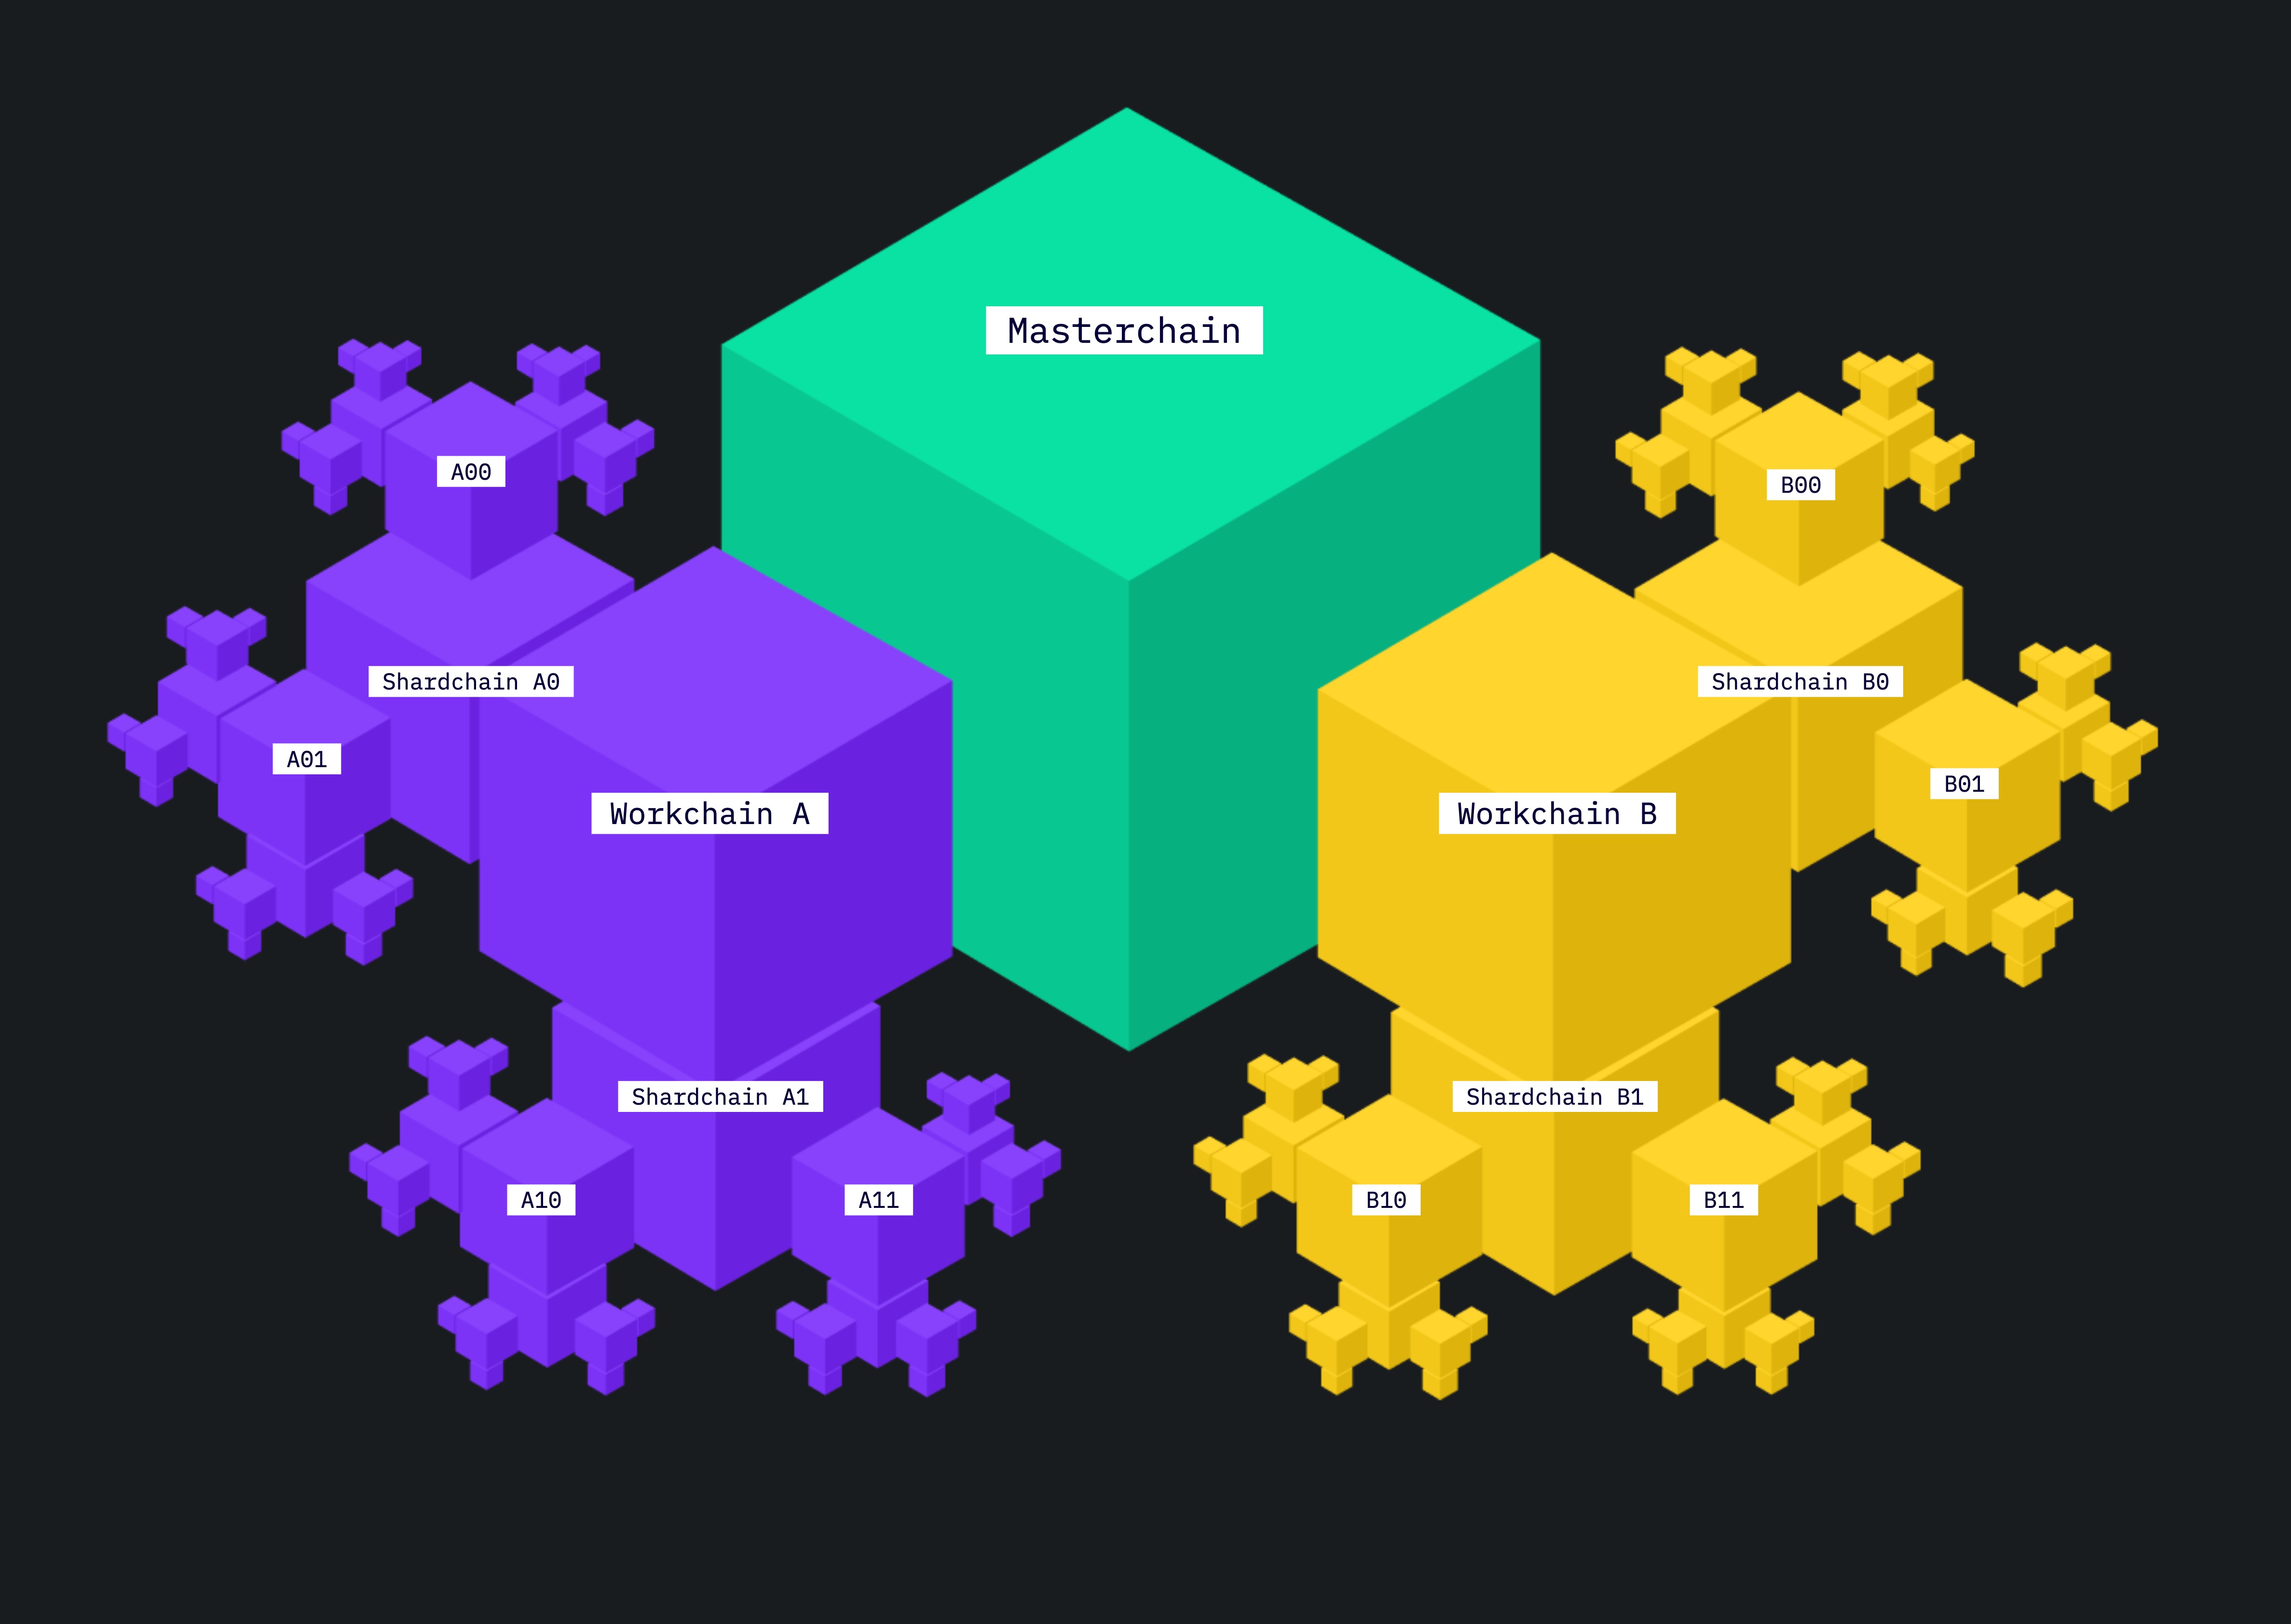 Masterchain
A00
B00
Shardchain A0
Shardchain B0
A01
B01
Workchain A
Workchain B
Shardchain A1
Shardchain B1
A10
A11
B10
B11